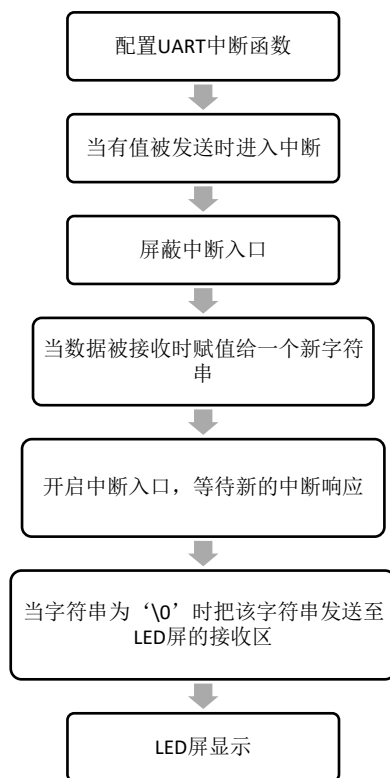 配置UART中断函数
当有值被发送时进入中断
屏蔽中断入口
当数据被接收时赋值给一个新字符
串
开启中断入口，等待新的中断响应
当字符串为‘\0’时把该字符串发送至
LED屏的接收区
LED屏显示